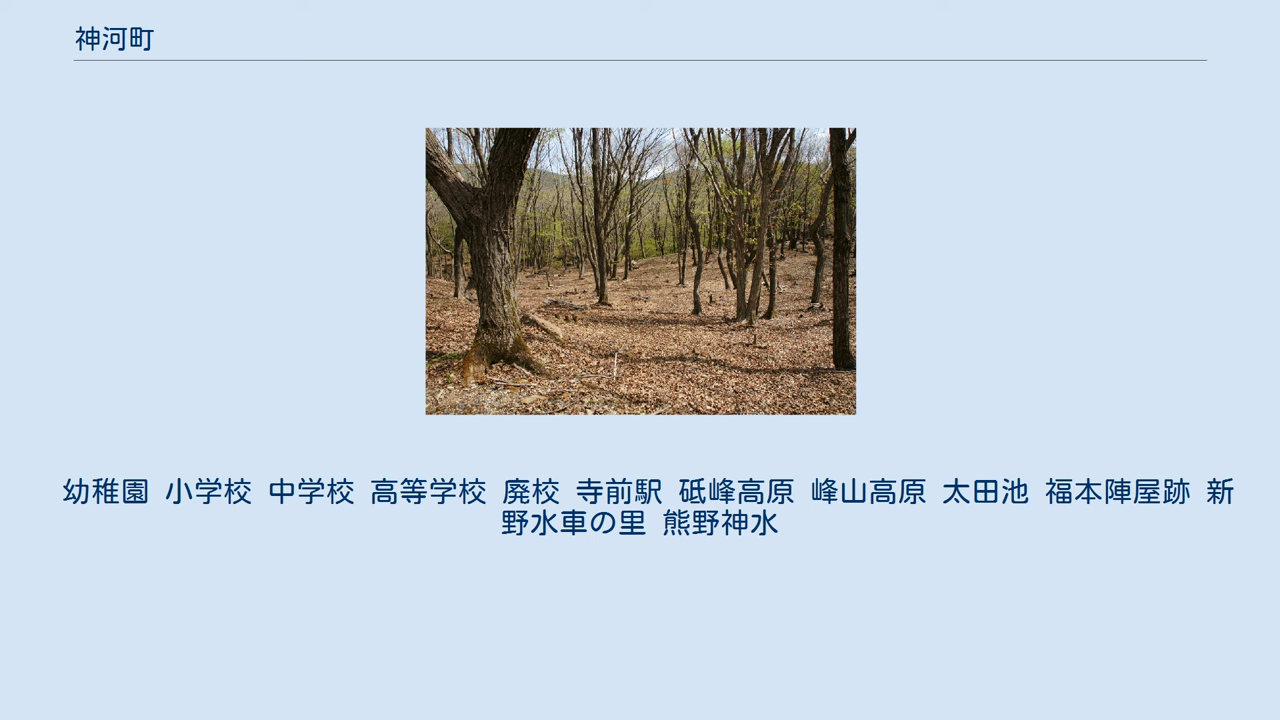 神河町
幼稚園 小学校 中学校 高等学校 廃校 寺前駅 砥峰高原 峰山高原 太田池 福本陣屋跡 新
野水車の里 熊野神水